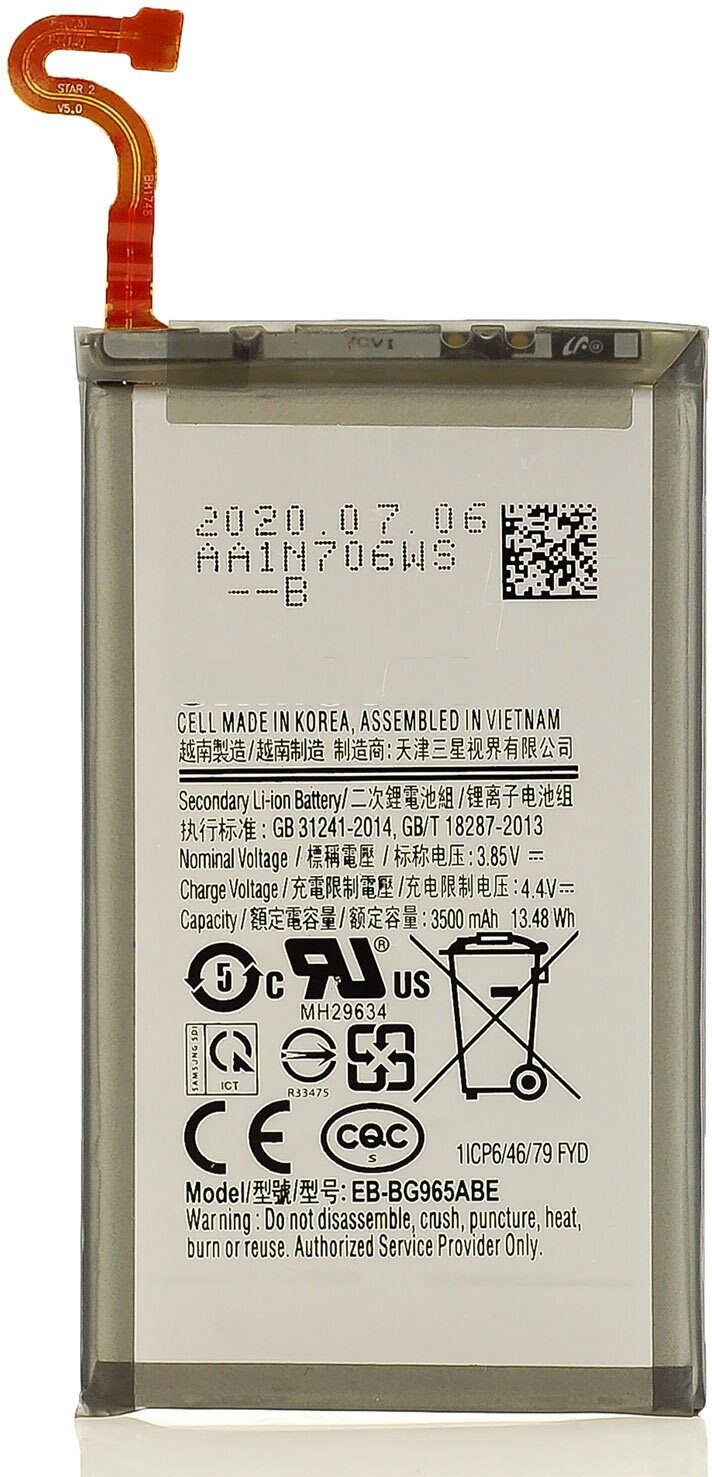 STAR 2
V5.0
BH1748
2020.07.06
AA1N706WS
--B
CELL MADE IN KOREA, ASSEMBLED IN VIETNAM
越南製造/越南制造 制造商:天津三星视界有限公司
Secondary Li-ion Battery/二次鋰電池組/锂离子电池组
执行标准: GB 31241-2014, GB/T 18287-2013
Nominal Voltage / 標稱電壓 / 标称电压: 3.85V
Charge Voltage /充電限制電壓 /充电限制电压: 4.4V
Capacity / 額定電容量/ 额定容量: 3500 mAh 13.48 Wh
5 C RU ® US
MH29634
SAMSUNG SDI
ICT
R33475
CE CQC
S
1ICP6/46/79 FYD
Model/型號/型号: EB-BG965ABE
Warning: Do not disassemble, crush, puncture, heat,
burn or reuse. Authorized Service Provider Only.